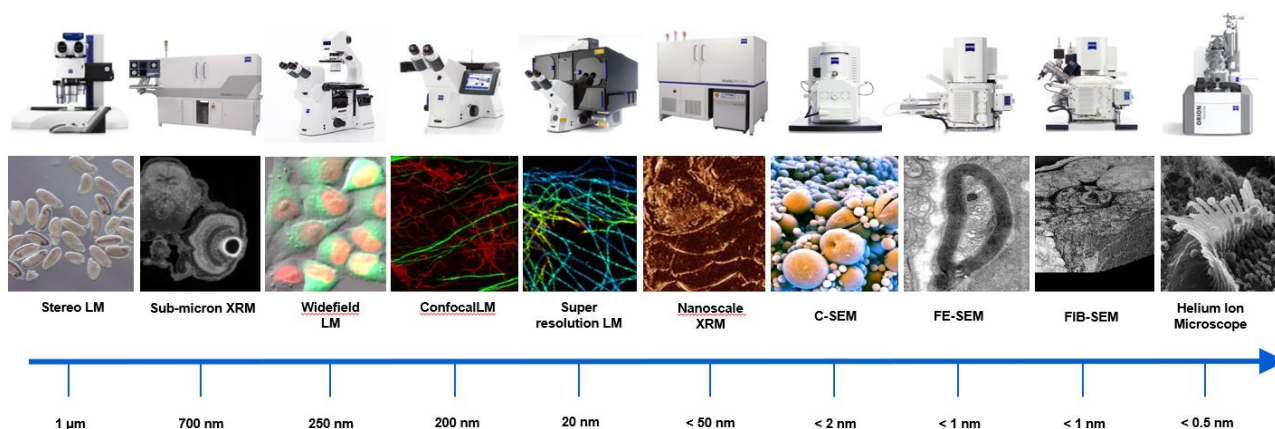 Stereo LM
Sub-micron XRM
Widefield
LM
ConfocalLM
Super
resolution LM
Nanoscale
XRM
C-SEM
FE-SEM
FIB-SEM
Helium Ion
Microscope
1 µm
700 nm
250 nm
200 nm
20 nm
< 50 nm
< 2 nm
< 1 nm
< 1 nm
< 0.5 nm
ORION